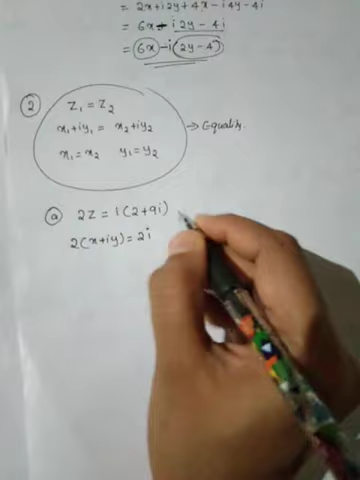 = 2x+i2y+4x-i4y-4i
= 6x-i2y-4i
= 6x-i(2y-4)
② z₁=z₂
x₁+iy₁ = x₂+iy₂ → Equality.
x₁=x₂ y₁=y₂
ⓐ 2z = i(2+9i)
2(x+iy)=2i